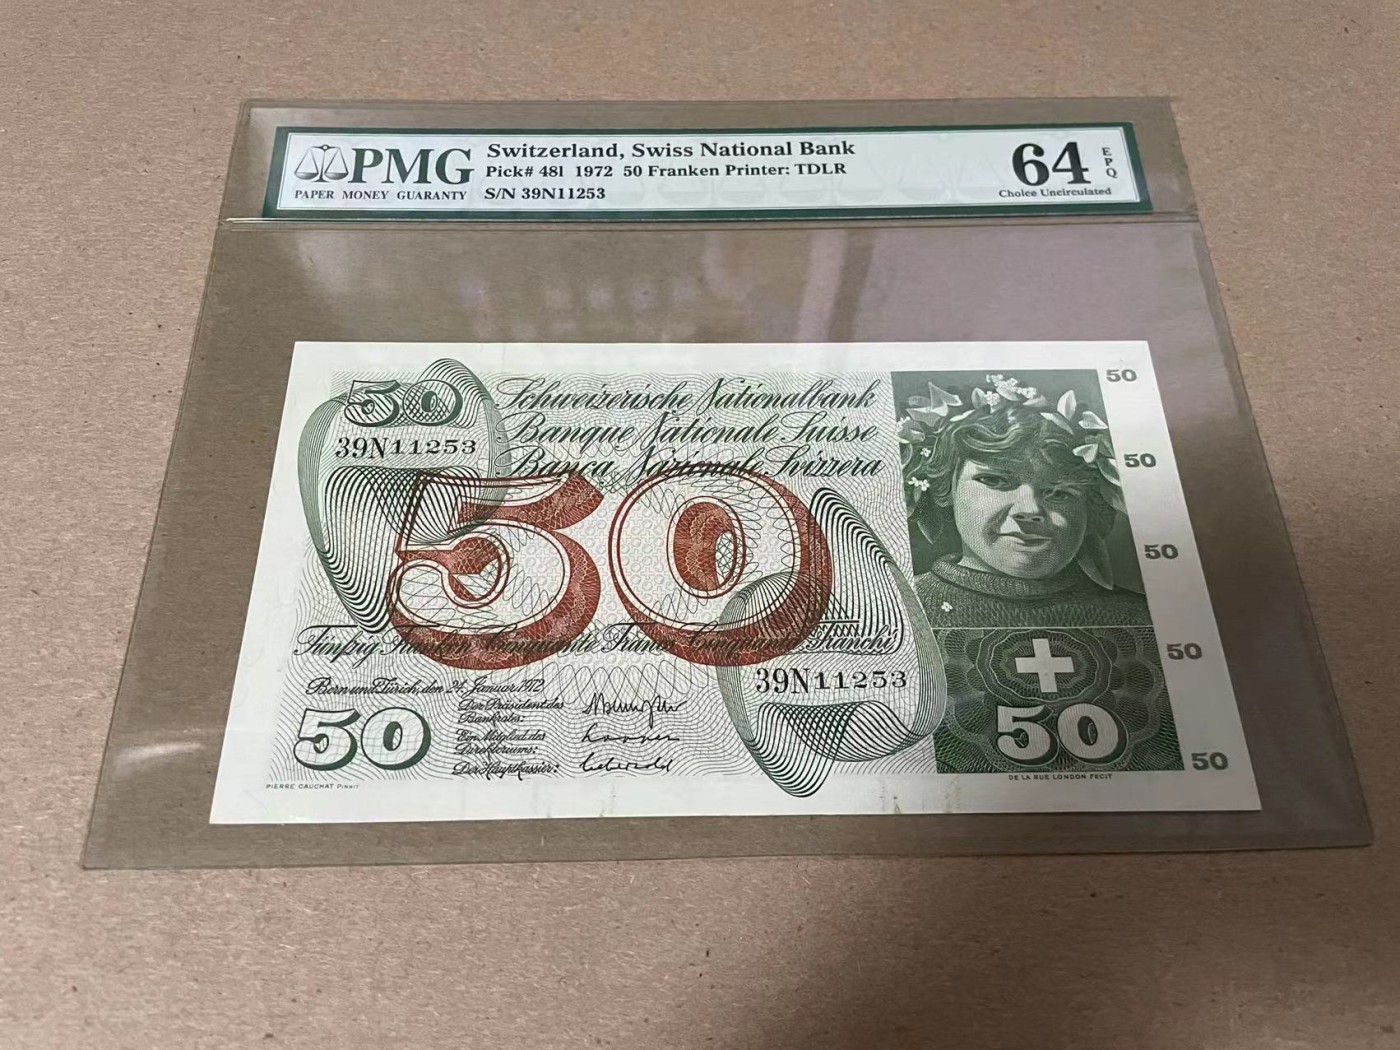 PMG
PAPER MONEY GUARANTY
Switzerland, Swiss National Bank
Pick# 48l 1972 50 Franken Printer: TDLR
S/N 39N11253
64 EPQ
Choice Uncirculated
50
39N11253
Schweizerische Nationalbank
Banque Nationale Suisse
Banca Nazionale Svizzera
50
Fünfzig Franken Cinquante Francs Cinquanta Franchi
Bern und Zürich, den 24. Januar 1972
Der Präsident des
Bankrates:
Ein Mitglied des
Direktoriums:
Der Hauptkassier:
50
39N11253
50
50
50
50
50
50
PIERRE GAUCHAT PINXIT
DE LA RUE LONDON FECIT